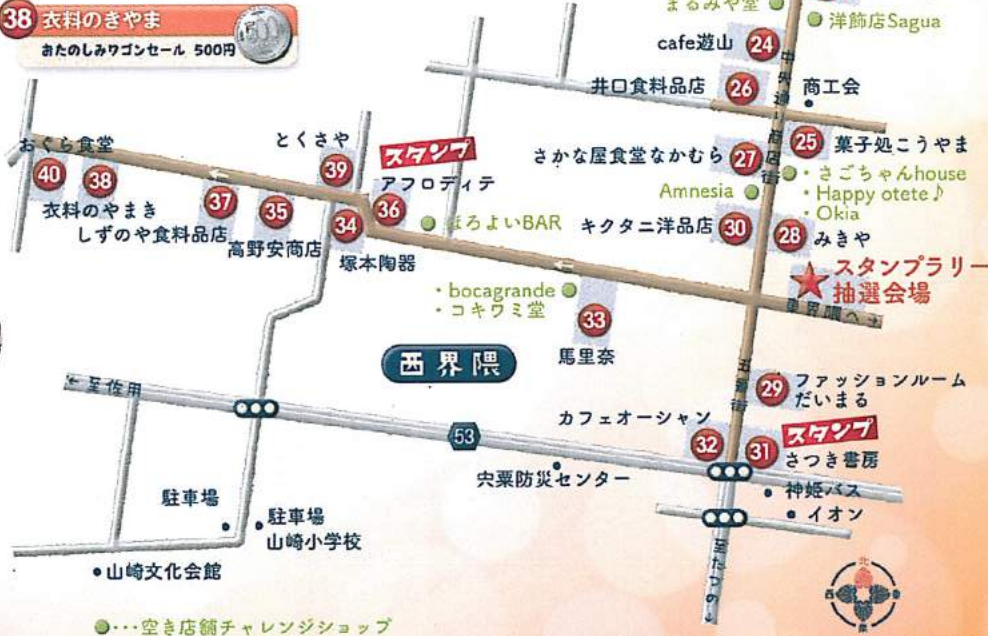 38 衣料のきやま
おたのしみワゴンセール 500円
500
まるみや堂
洋飾店Sagua
cafe遊山 24
中央通り商店街
井口食料品店 26
商工会
さかな屋食堂なかむら 27
25 菓子処こうやま
・さごちゃんhouse
・Happy otete♪
・Okia
Amnesia
キクタニ洋品店 30
28 みきや
スタンプラリー
抽選会場
東界隈へ→
おぐら食堂
40
38
衣料のやまき
37
しずのや食料品店
35
高野安商店
とくさや
39
スタンプ
アフロディテ
36
34
塚本陶器
ほろよいBAR
・bocagrande
・コキワミ堂
33
馬里奈
西界隈
←至佐用
53
五番街
29 ファッションルーム
だいまる
カフェオーシャン
32
31
スタンプ
さつき書房
宍粟防災センター
神姫バス
イオン
至たつの→
駐車場
駐車場
山崎小学校
山崎文化会館
北
西
東
●･･･空き店舗チャレンジショップ